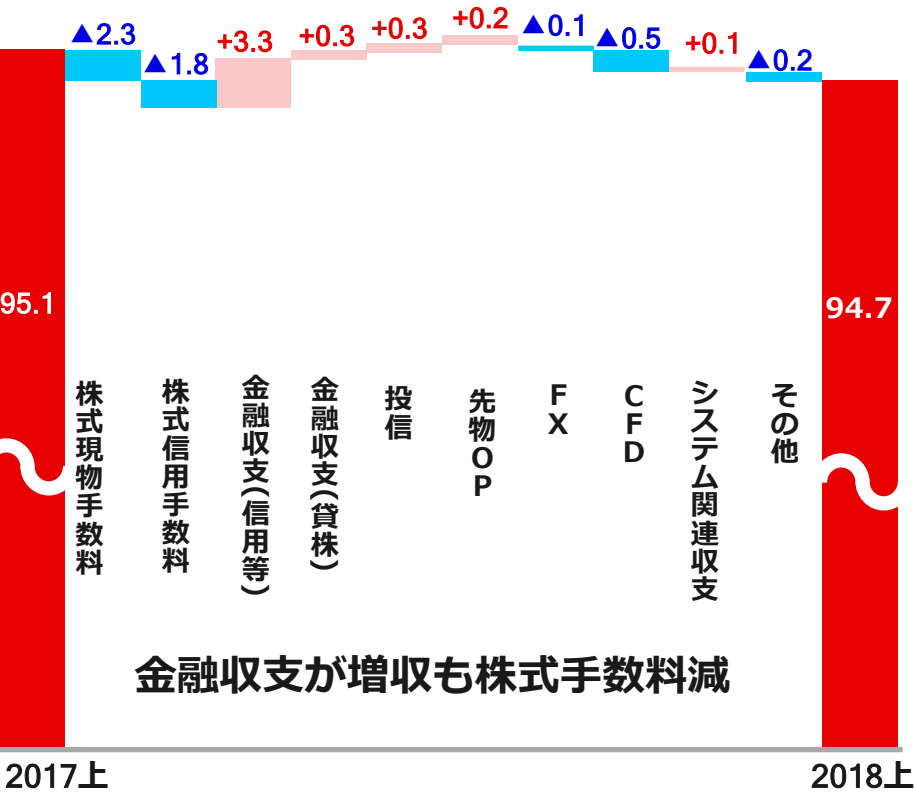 ▲2.3
▲1.8
+3.3
+0.3
+0.3
+0.2
▲0.1
▲0.5
+0.1
▲0.2
95.1
94.7
株式現物手数料
株式信用手数料
金融収支(信用等)
金融収支(貸株)
投信
先物OP
FX
CFD
システム関連収支
その他
金融収支が増収も株式手数料減
2017上
2018上